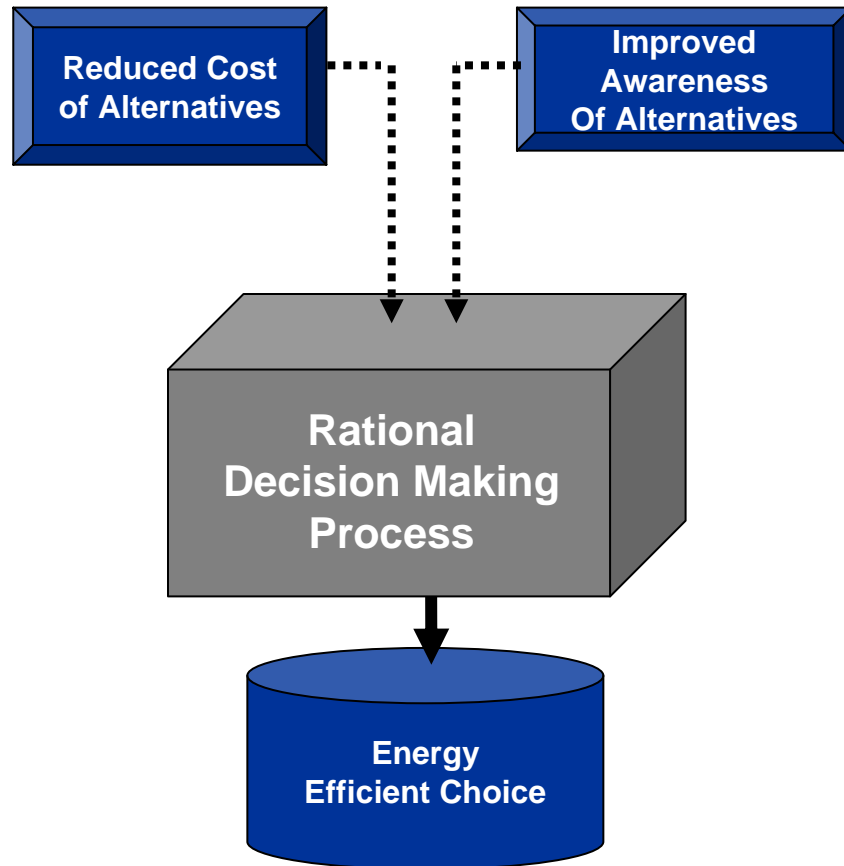 Reduced Cost
of Alternatives
Improved
Awareness
Of Alternatives
Rational
Decision Making
Process
Energy
Efficient Choice